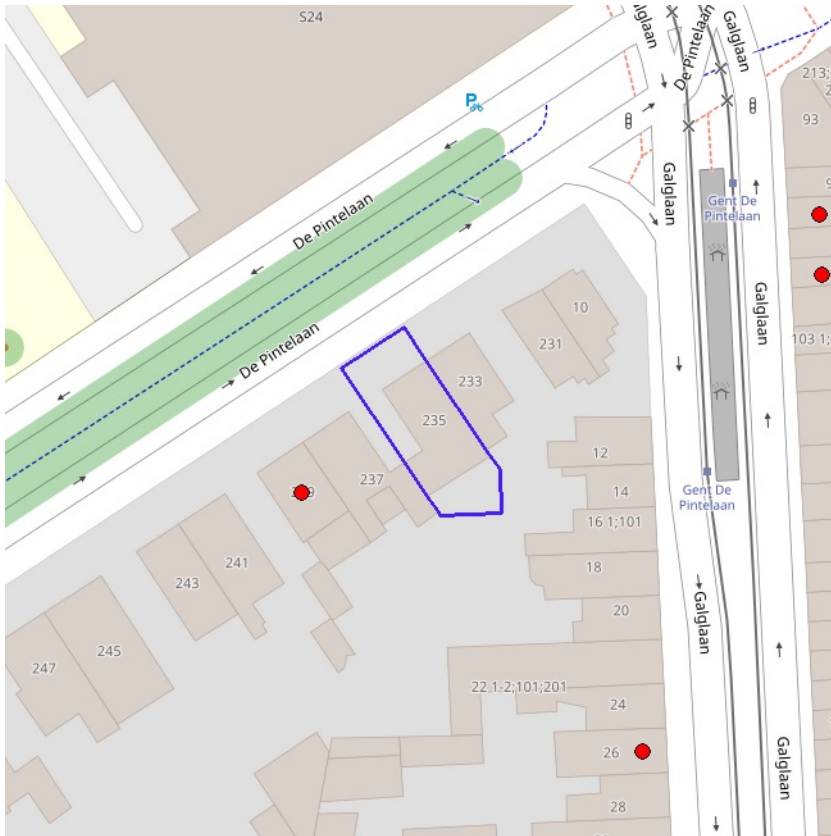 S24
Galglaan
De Pintelaan
Galglaan
P
213;
2
93
9
De Pintelaan
Galglaan
Gent De
Pintelaan
De Pintelaan
Galglaan
10
231
103 1;
233
235
237
12
14
Gent De
Pintelaan
16 1;101
18
243
241
20
Galglaan
247
245
22 1-2;101;201
24
26
Galglaan
28